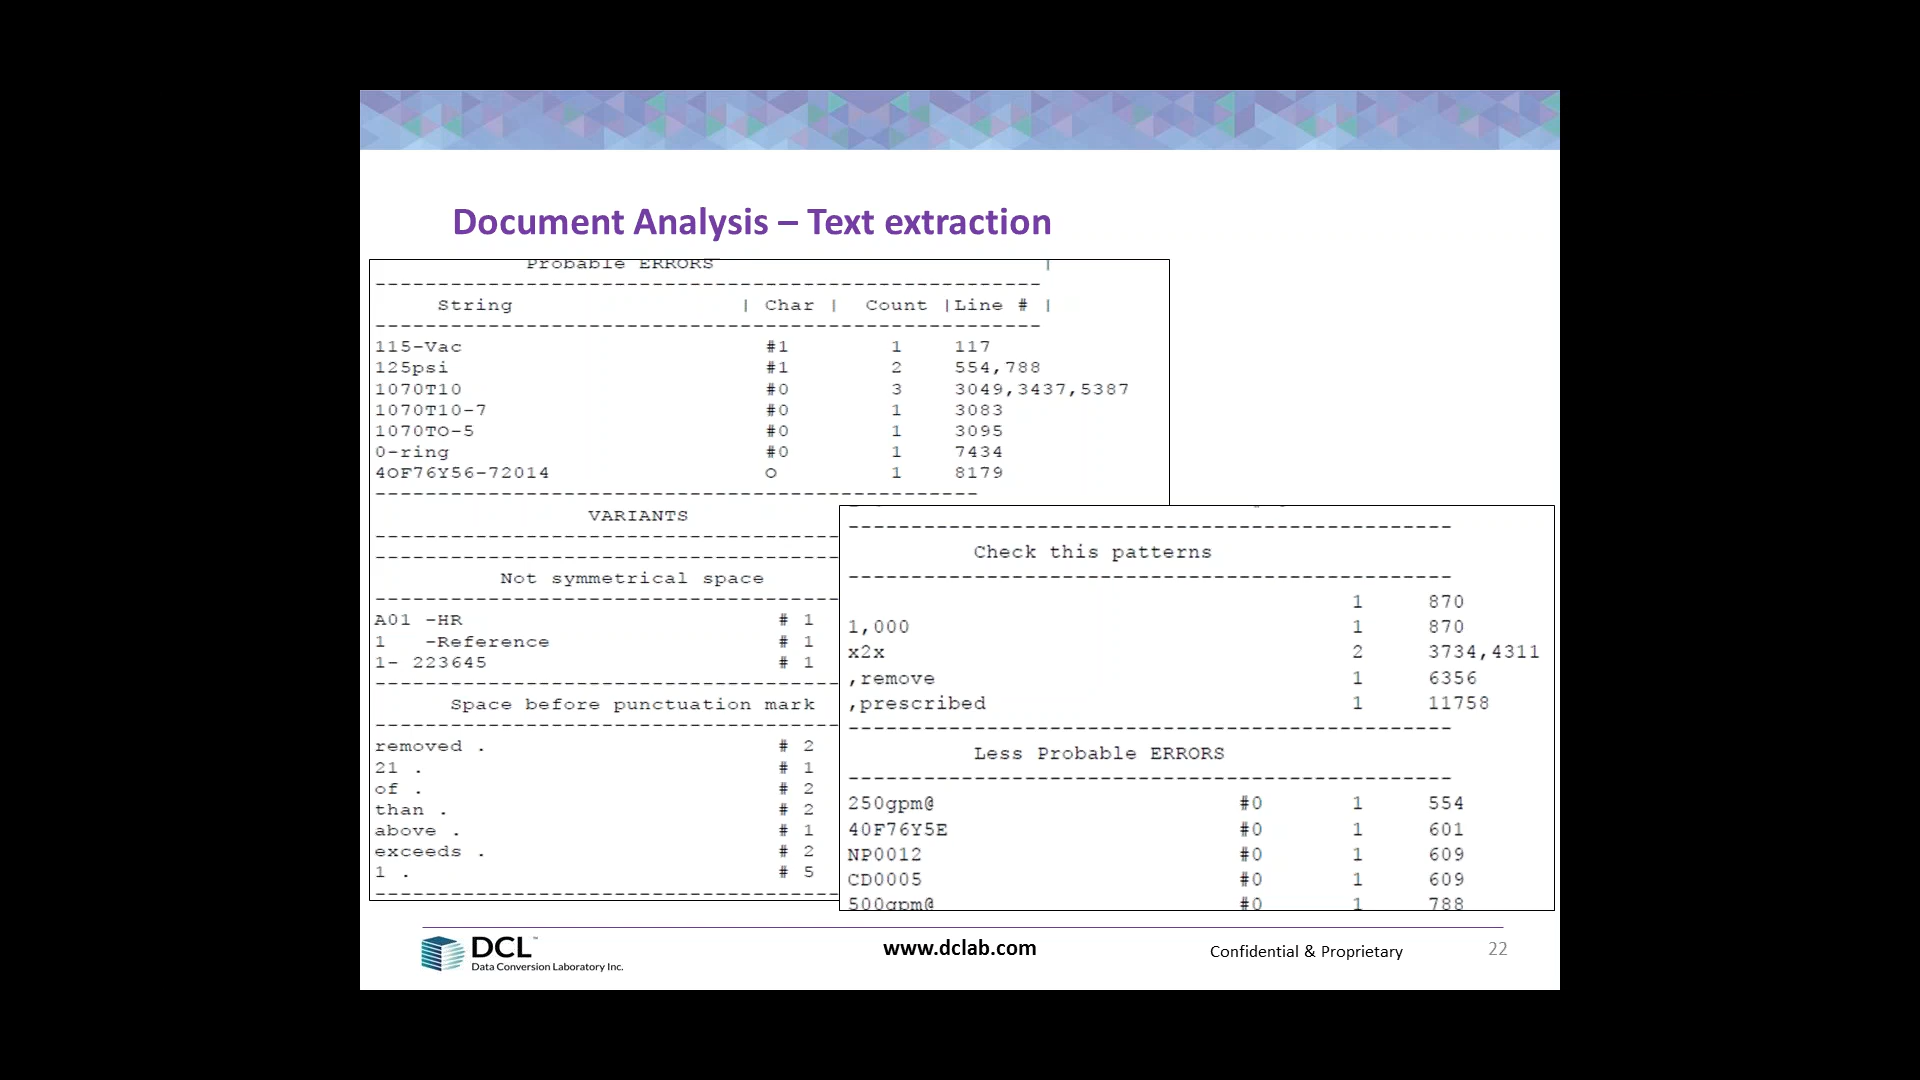 Document Analysis – Text extraction
Probable ERRORS |
-----------------------------------------------------
String | Char | Count |Line # |
-----------------------------------------------------
115-Vac #1 1 117
125psi #1 2 554,788
1070T10 #0 3 3049,3437,5387
1070T10-7 #0 1 3083
1070TO-5 #0 1 3095
0-ring #0 1 7434
4OF76Y56-72014 O 1 8179
------------------------------------------------
VARIANTS
-------------------------------------
-------------------------------------
Not symmetrical space
-------------------------------------
A01 -HR # 1
1 -Reference # 1
1- 223645 # 1
-------------------------------------
Space before punctuation mark
-------------------------------------
removed . # 2
21 . # 1
of . # 2
than . # 2
above . # 1
exceeds . # 2
1 . # 5
-------------------------------------
------------------------------------------------
Check this patterns
------------------------------------------------
1 870
1,000 1 870
x2x 2 3734,4311
,remove 1 6356
,prescribed 1 11758
------------------------------------------------
Less Probable ERRORS
------------------------------------------------
250gpm@ #0 1 554
40F76Y5E #0 1 601
NP0012 #0 1 609
CD0005 #0 1 609
500gpm@ #0 1 788
DCL™
Data Conversion Laboratory Inc.
www.dclab.com
Confidential & Proprietary
22